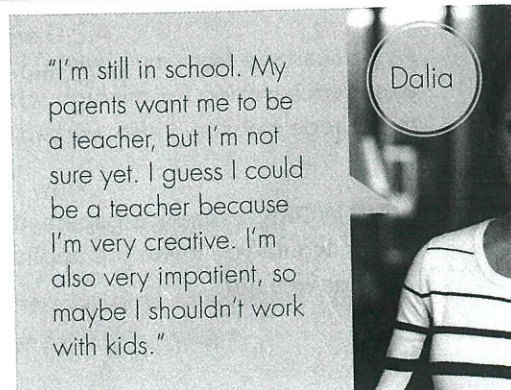 "I'm still in school. My
parents want me to be
a teacher, but I'm not
sure yet. I guess I could
be a teacher because
I'm very creative. I'm
also very impatient, so
maybe I shouldn't work
with kids."
Dalia